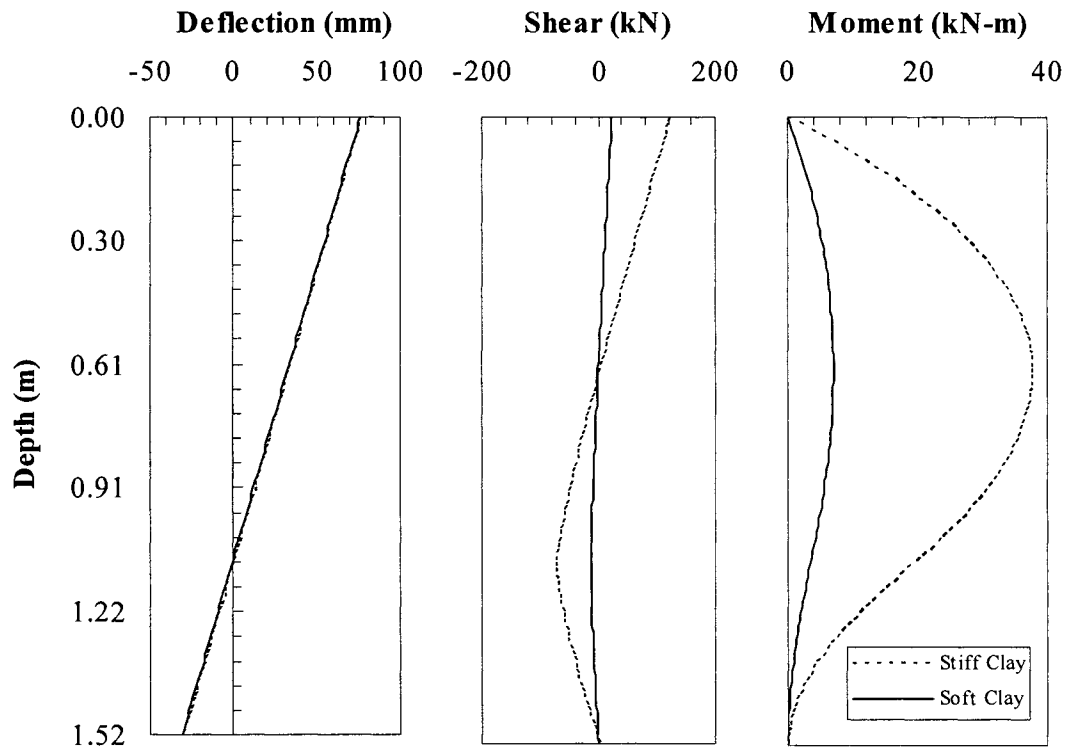 Deflection (mm) Shear (kN) Moment (kN-m)
-50 0 50 100 -200 0 200 0 20 40
0.00
0.30
0.61
0.91
1.22
1.52
Depth (m)
Stiff Clay
Soft Clay